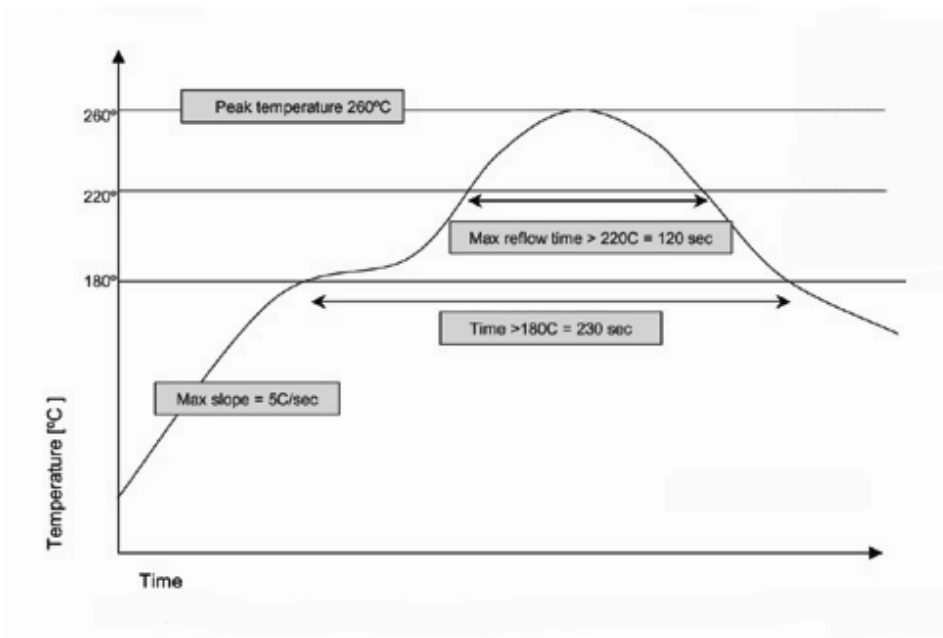 Peak temperature 260ºC
260º
220º
Max reflow time > 220C = 120 sec
180º
Time >180C = 230 sec
Max slope = 5C/sec
Temperature [ºC ]
Time